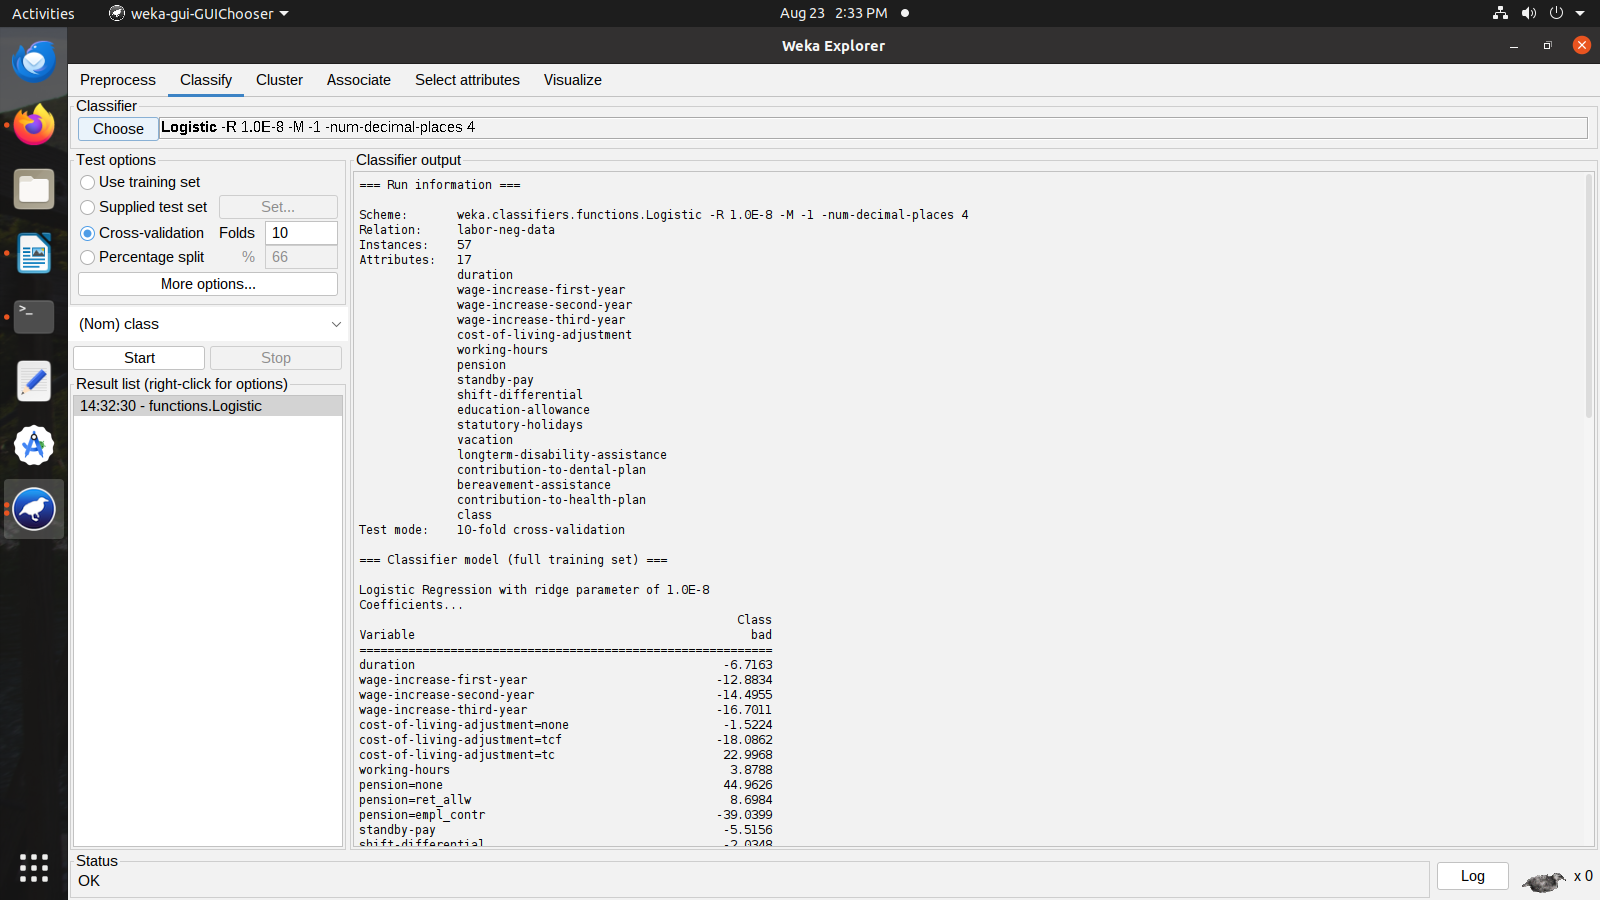 Activities
weka-gui-GUIChooser
Aug 23 2:33 PM
Weka Explorer
Preprocess Classify Cluster Associate Select attributes Visualize
Classifier
Choose
Logistic -R 1.0E-8 -M -1 -num-decimal-places 4
Test options
Use training set
Supplied test set Set...
Cross-validation Folds 10
Percentage split % 66
More options...
(Nom) class
Start Stop
Result list (right-click for options)
14:32:30 - functions.Logistic
Classifier output
=== Run information ===
Scheme: weka.classifiers.functions.Logistic -R 1.0E-8 -M -1 -num-decimal-places 4
Relation: labor-neg-data
Instances: 57
Attributes: 17
duration
wage-increase-first-year
wage-increase-second-year
wage-increase-third-year
cost-of-living-adjustment
working-hours
pension
standby-pay
shift-differential
education-allowance
statutory-holidays
vacation
longterm-disability-assistance
contribution-to-dental-plan
bereavement-assistance
contribution-to-health-plan
class
Test mode: 10-fold cross-validation
=== Classifier model (full training set) ===
Logistic Regression with ridge parameter of 1.0E-8
Coefficients...
Class
Variable bad
===========================================================
duration -6.7163
wage-increase-first-year -12.8834
wage-increase-second-year -14.4955
wage-increase-third-year -16.7011
cost-of-living-adjustment=none -1.5224
cost-of-living-adjustment=tcf -18.0862
cost-of-living-adjustment=tc 22.9968
working-hours 3.8788
pension=none 44.9626
pension=ret_allw 8.6984
pension=empl_contr -39.0399
standby-pay -5.5156
shift-differential -2.0348
Status
OK
Log
x 0